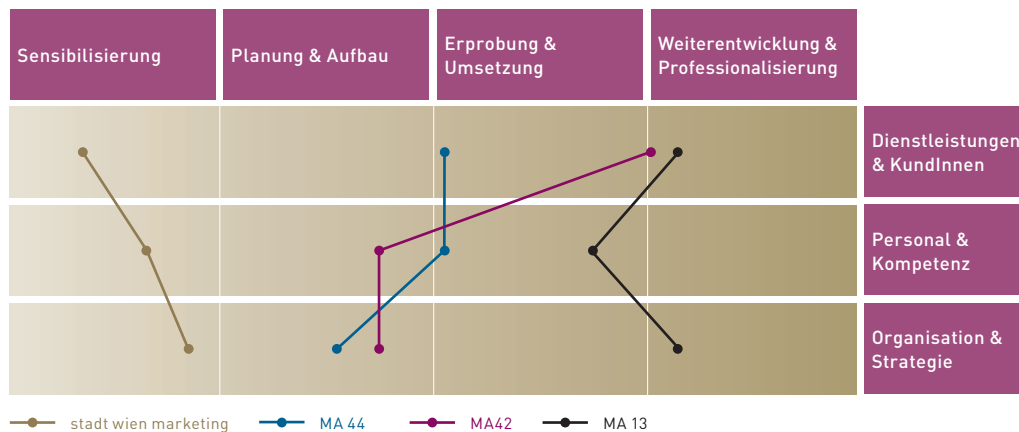 Sensibilisierung
Planung & Aufbau
Erprobung &
Umsetzung
Weiterentwicklung &
Professionalisierung
Dienstleistungen
& KundInnen
Personal &
Kompetenz
Organisation &
Strategie
stadt wien marketing
MA 44
MA42
MA 13